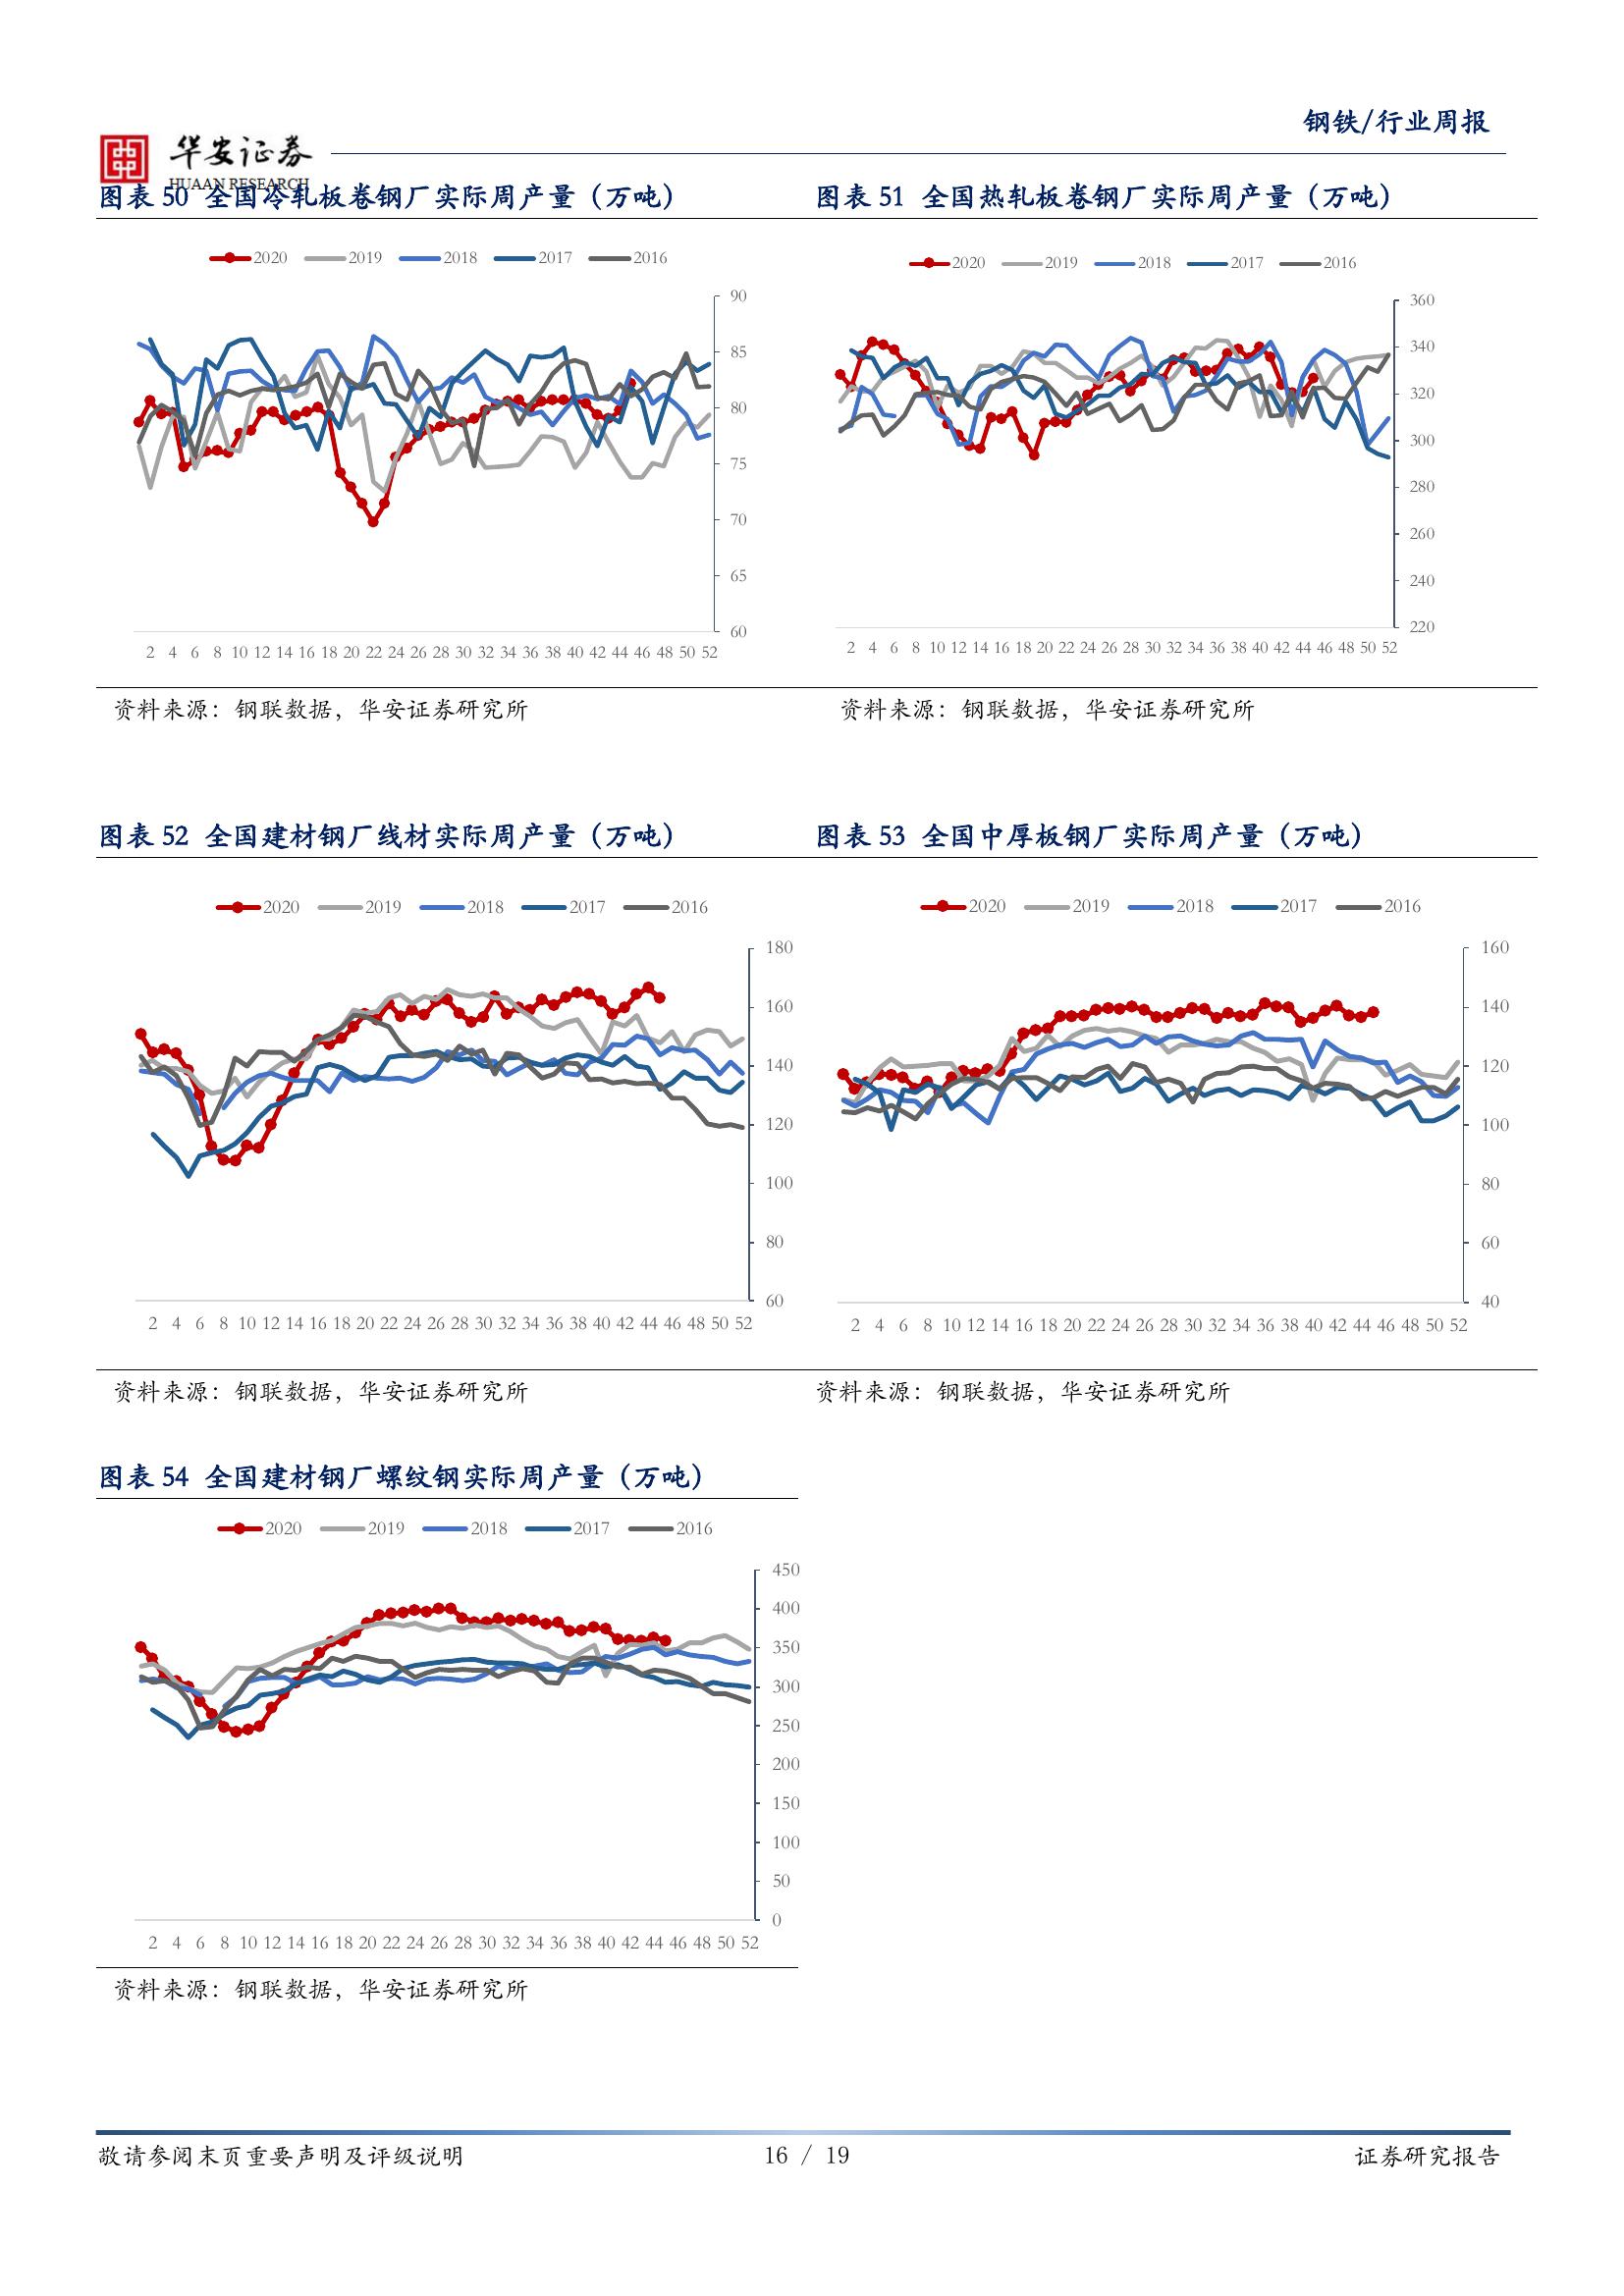 钢铁/行业周报
华安证券
HUAAN RESEARCH
图表 50 全国冷轧板卷钢厂实际周产量（万吨）
2020 2019 2018 2017 2016
90
85
80
75
70
65
60
2 4 6 8 10 12 14 16 18 20 22 24 26 28 30 32 34 36 38 40 42 44 46 48 50 52
资料来源：钢联数据，华安证券研究所
图表 51 全国热轧板卷钢厂实际周产量（万吨）
2020 2019 2018 2017 2016
360
340
320
300
280
260
240
220
2 4 6 8 10 12 14 16 18 20 22 24 26 28 30 32 34 36 38 40 42 44 46 48 50 52
资料来源：钢联数据，华安证券研究所
图表 52 全国建材钢厂线材实际周产量（万吨）
2020 2019 2018 2017 2016
180
160
140
120
100
80
60
2 4 6 8 10 12 14 16 18 20 22 24 26 28 30 32 34 36 38 40 42 44 46 48 50 52
资料来源：钢联数据，华安证券研究所
图表 53 全国中厚板钢厂实际周产量（万吨）
2020 2019 2018 2017 2016
160
140
120
100
80
60
40
2 4 6 8 10 12 14 16 18 20 22 24 26 28 30 32 34 36 38 40 42 44 46 48 50 52
资料来源：钢联数据，华安证券研究所
图表 54 全国建材钢厂螺纹钢实际周产量（万吨）
2020 2019 2018 2017 2016
450
400
350
300
250
200
150
100
50
0
2 4 6 8 10 12 14 16 18 20 22 24 26 28 30 32 34 36 38 40 42 44 46 48 50 52
资料来源：钢联数据，华安证券研究所
敬请参阅末页重要声明及评级说明 16 / 19 证券研究报告